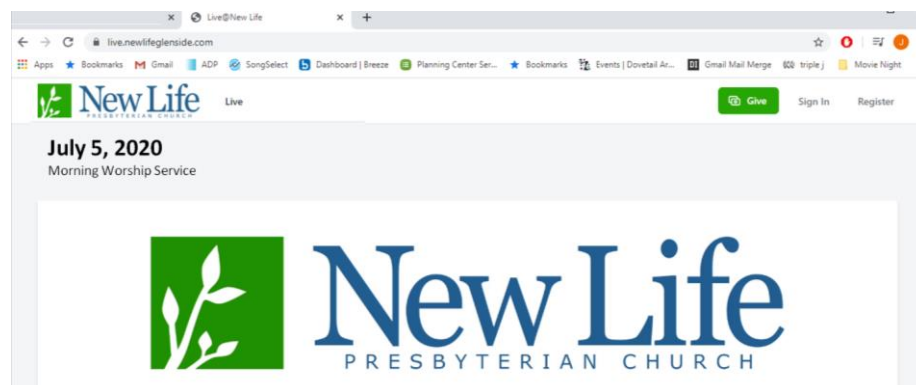 Live@New Life
live.newlifeglenside.com
Apps Bookmarks Gmail ADP SongSelect Dashboard | Breeze Planning Center Ser... Bookmarks Events | Dovetail Ar... Gmail Mail Merge triple j Movie Night
New Life Live Give Sign In Register
PRESBYTERIAN CHURCH
July 5, 2020
Morning Worship Service
New Life
PRESBYTERIAN CHURCH